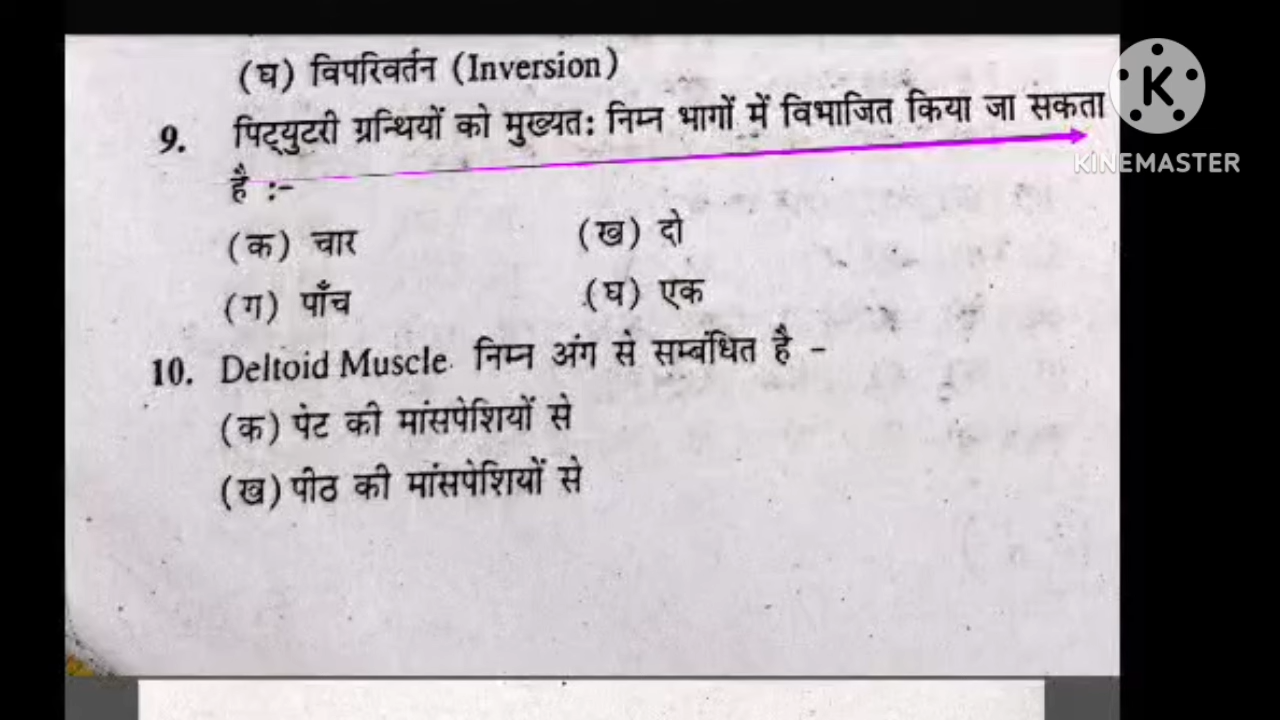 (घ) विपरिवर्तन (Inversion)
9. पिट्युटरी ग्रन्थियों को मुख्यतः निम्न भागों में विभाजित किया जा सकता
है :-
(क) चार (ख) दो
(ग) पाँच (घ) एक
10. Deltoid Muscle निम्न अंग से सम्बंधित है -
(क) पेट की मांसपेशियों से
(ख) पीठ की मांसपेशियों से
K
KINEMASTER